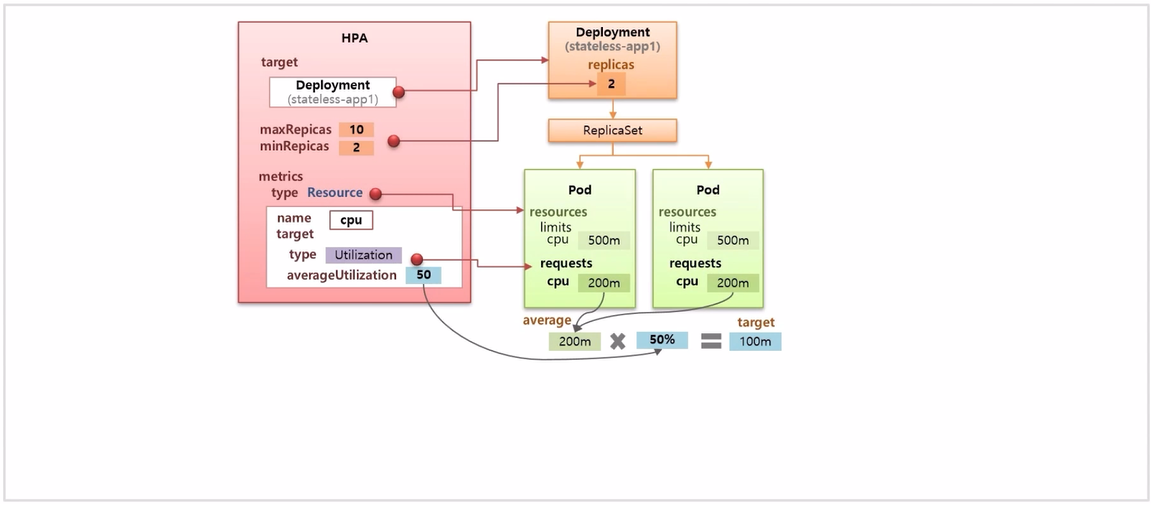 HPA
target
Deployment
(stateless-app1)
maxRepicas 10
minRepicas 2
metrics
type Resource
name cpu
target
type Utilization
averageUtilization 50
Deployment
(stateless-app1)
replicas
2
ReplicaSet
Pod
resources
limits
cpu 500m
requests
cpu 200m
Pod
resources
limits
cpu 500m
requests
cpu 200m
average
target
200m × 50% = 100m